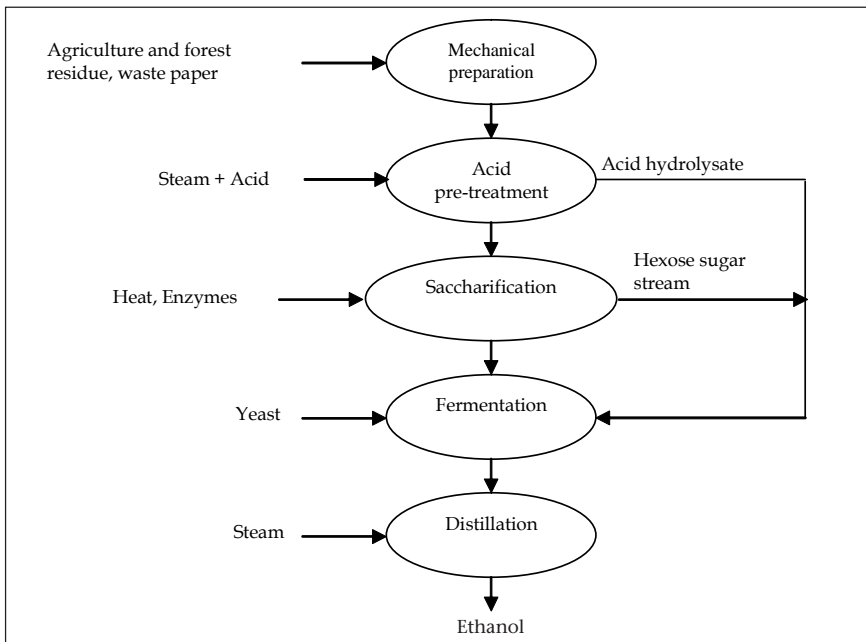 Agriculture and forest
residue, waste paper
Mechanical
preparation
Steam + Acid
Acid
pre-treatment
Acid hydrolysate
Heat, Enzymes
Saccharification
Hexose sugar
stream
Yeast
Fermentation
Steam
Distillation
Ethanol